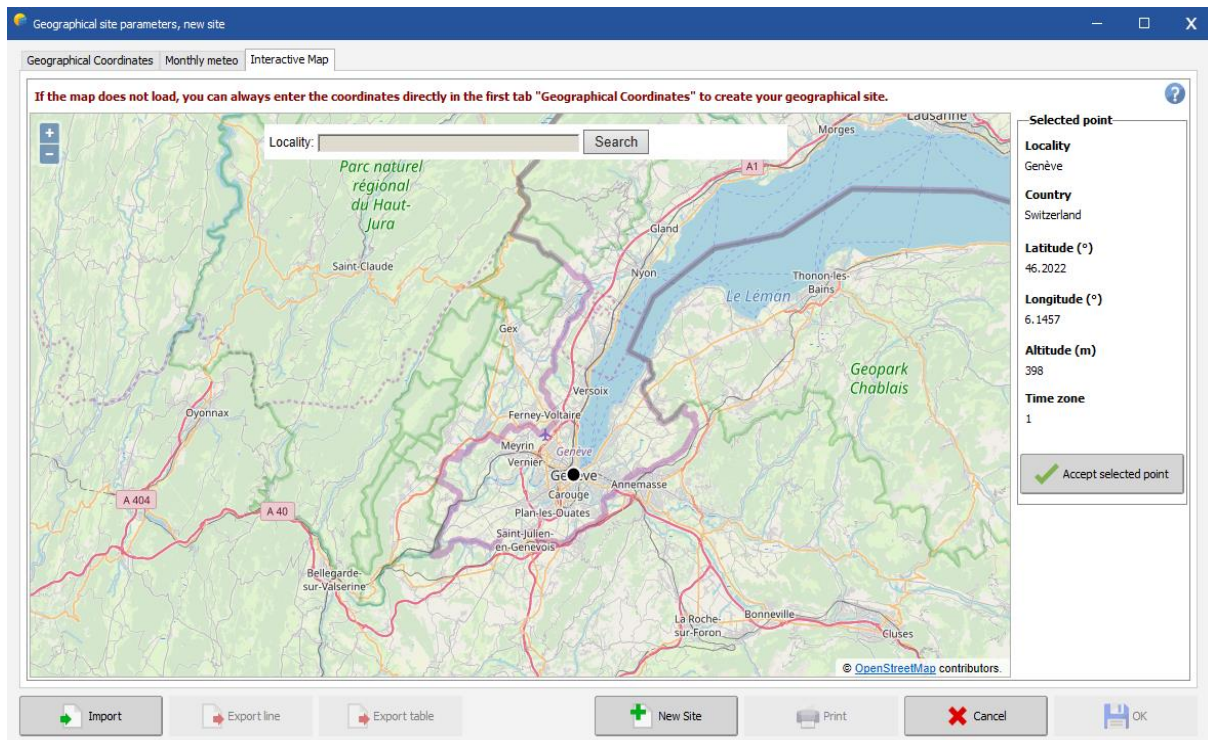 Geographical site parameters, new site
Geographical Coordinates Monthly meteo Interactive Map
If the map does not load, you can always enter the coordinates directly in the first tab "Geographical Coordinates" to create your geographical site.
+
−
Locality: Search
Lausanne
Morges
A1
Parc naturel
régional
du Haut-
Jura
Gland
Saint-Claude
Nyon
Thonon-les-
Bains
Le Léman
Gex
Geopark
Chablais
Versoix
Oyonnax
Ferney-Voltaire
Meyrin
Genève
Vernier
Genève
Annemasse
Carouge
A 404
A 40
Plan-les-Ouates
Saint-Julien-
en-Genevois
Bellegarde-
sur-Valserine
La Roche-
sur-Foron
Bonneville
Cluses
© OpenStreetMap contributors.
Selected point
Locality
Genève
Country
Switzerland
Latitude (°)
46.2022
Longitude (°)
6.1457
Altitude (m)
398
Time zone
1
Accept selected point
Import Export line Export table New Site Print Cancel OK